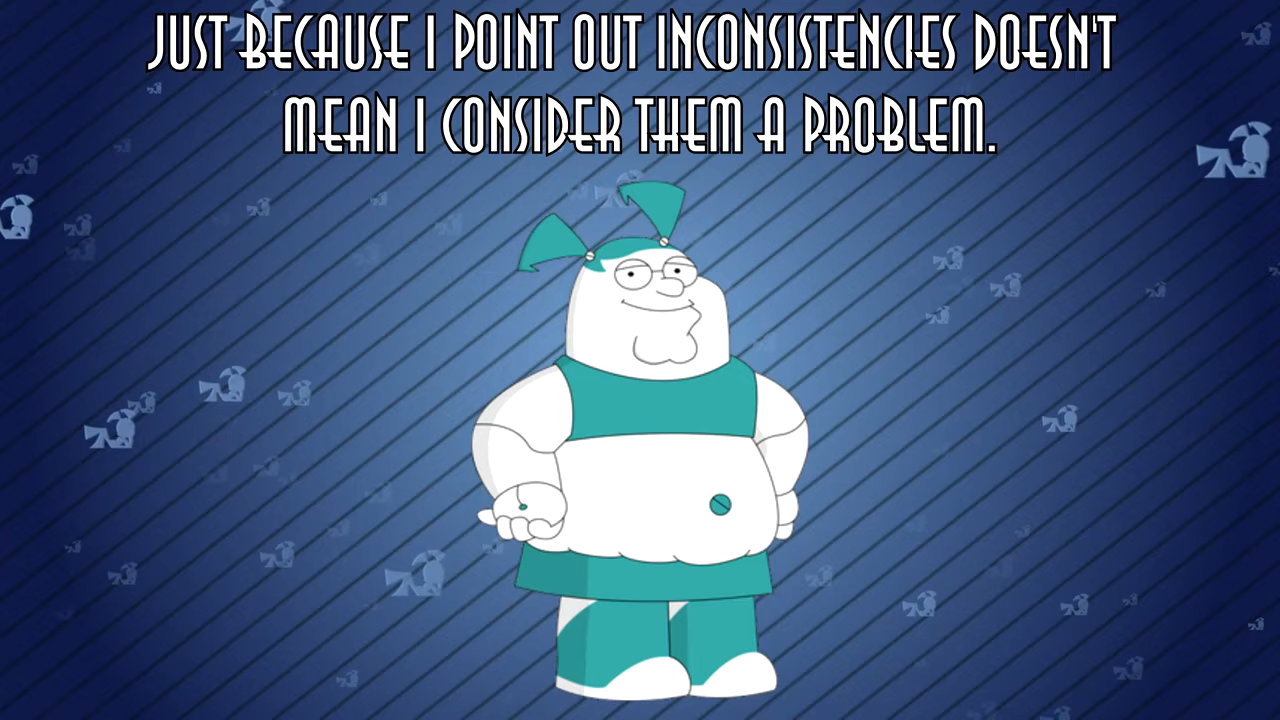 JUST BECAUSE I POINT OUT INCONSISTENCIES DOESN'T
MEAN I CONSIDER THEM A PROBLEM.